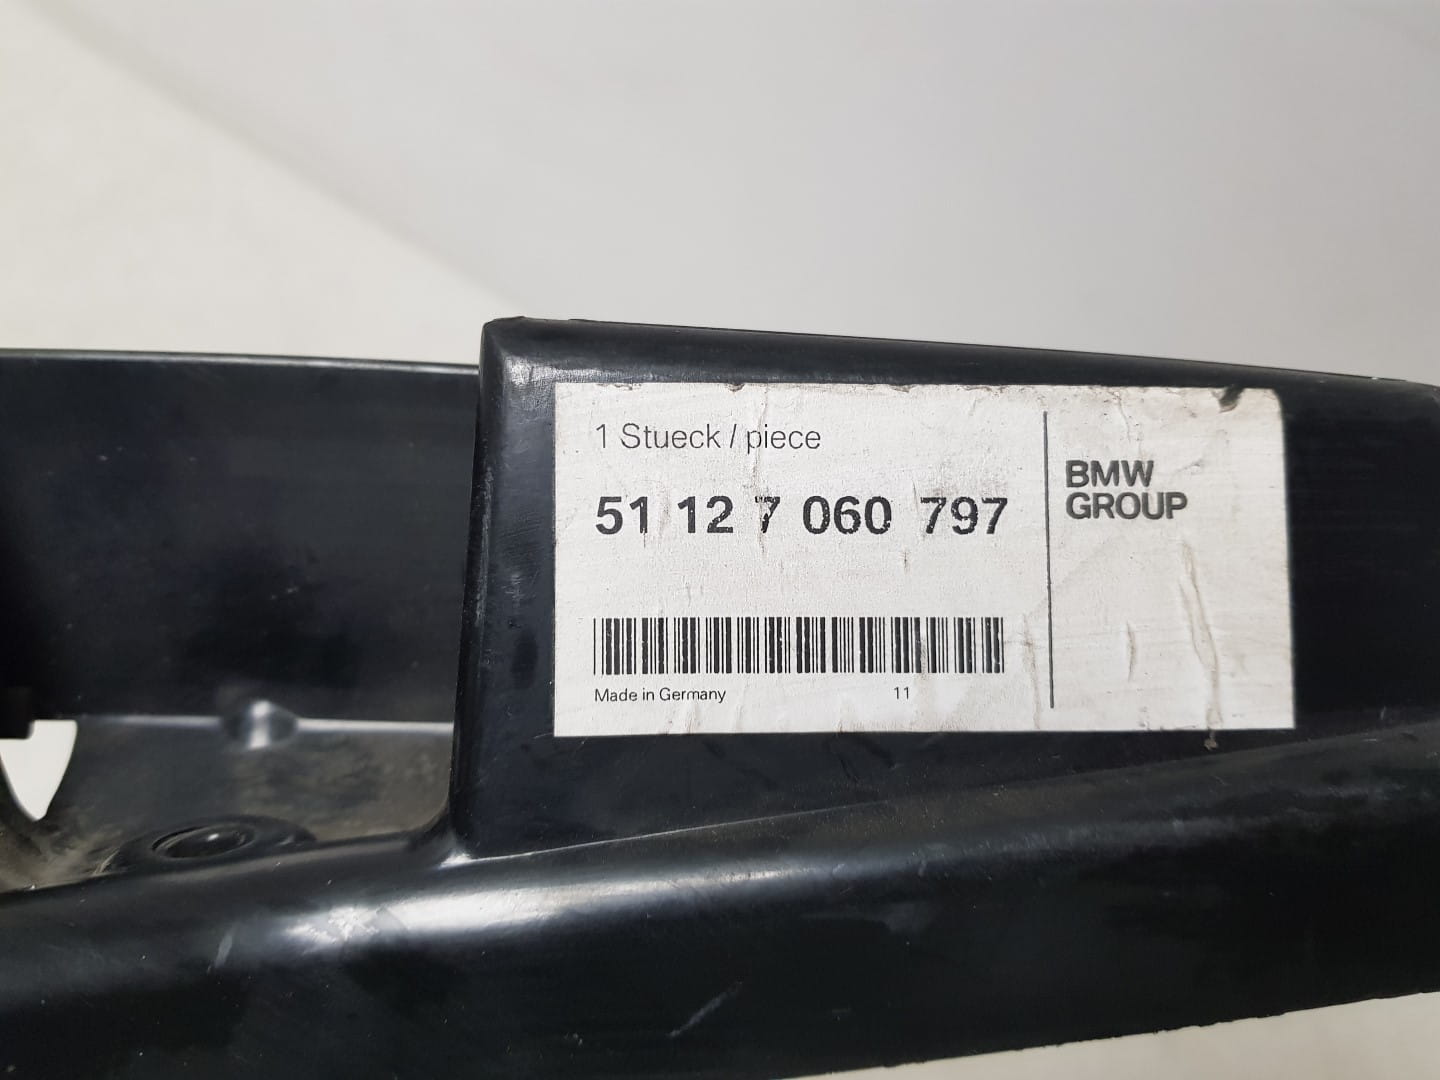 1 Stueck / piece
51 12 7 060 797
BMW
GROUP
Made in Germany
11